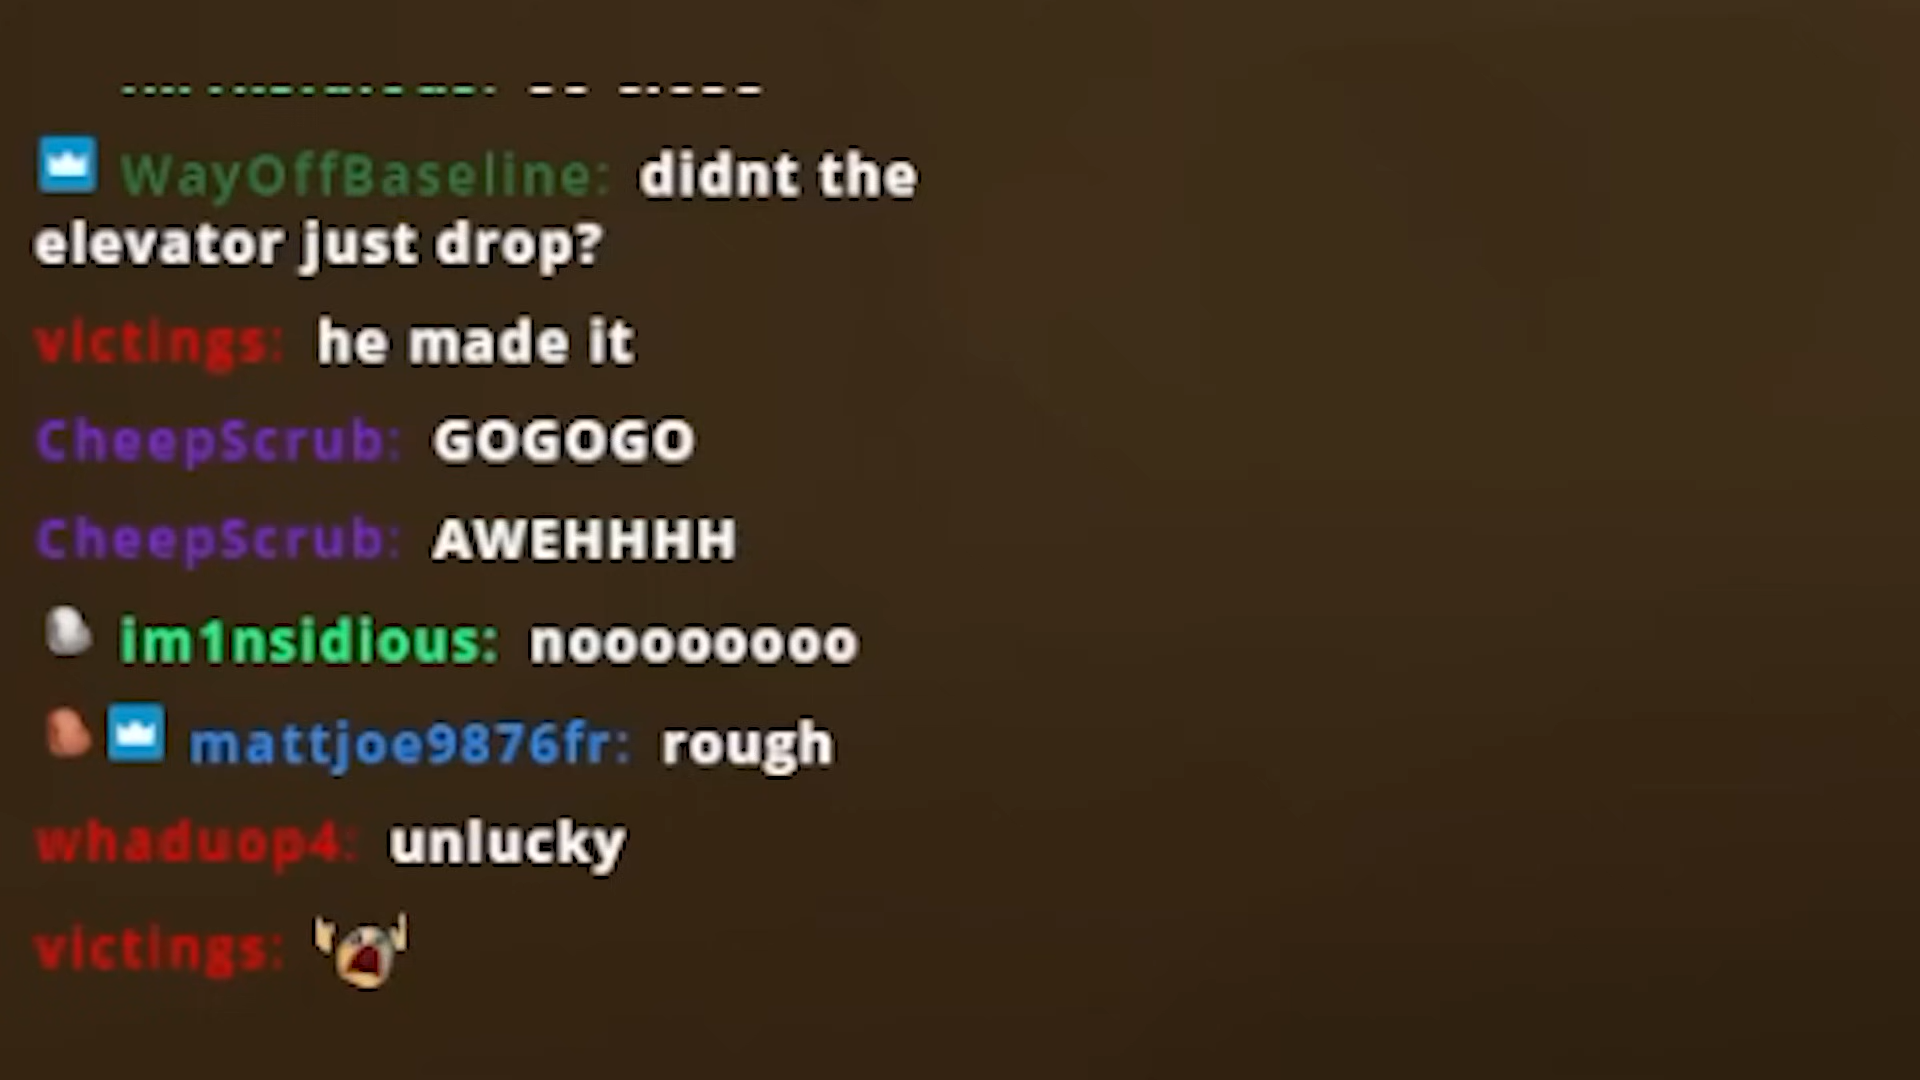 WayOffBaseline: didnt the
elevator just drop?
victings: he made it
CheepScrub: GOGOGO
CheepScrub: AWEHHHH
im1nsidious: noooooooo
mattjoe9876fr: rough
whaduop4: unlucky
victings: